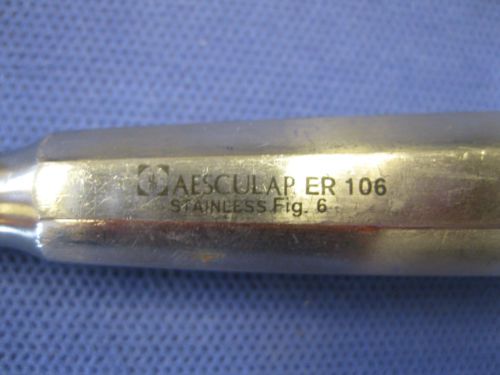 AESCULAP ER 106
STAINLESS Fig. 6